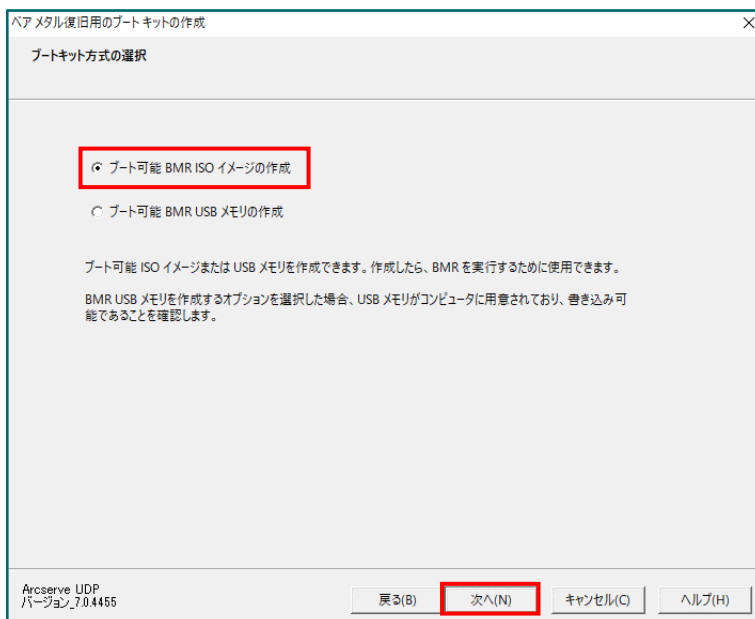 ベア メタル復旧用のブート キットの作成
ブートキット方式の選択
ブート可能 BMR ISO イメージの作成
ブート可能 BMR USB メモリの作成
ブート可能 ISO イメージまたは USB メモリを作成できます。作成したら、BMR を実行するために使用できます。
BMR USB メモリを作成するオプションを選択した場合、USB メモリがコンピュータに用意されており、書き込み可
能であることを確認します。
Arcserve UDP
バージョン_7.0.4455
戻る(B)
次へ(N)
キャンセル(C)
ヘルプ(H)